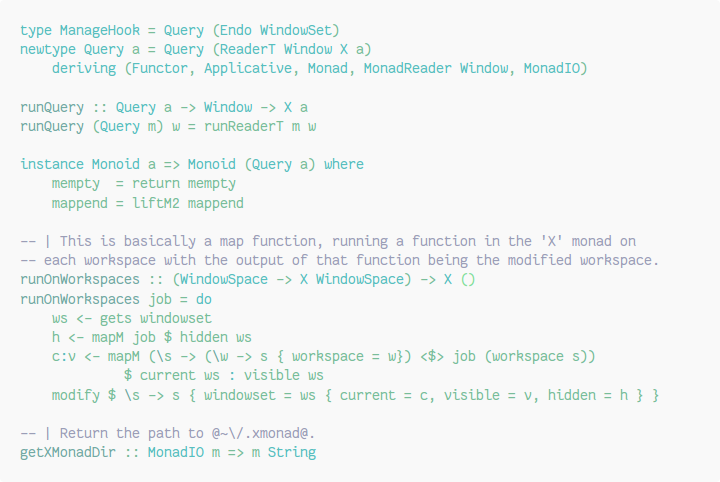 type ManageHook = Query (Endo WindowSet)
newtype Query a = Query (ReaderT Window X a)
    deriving (Functor, Applicative, Monad, MonadReader Window, MonadIO)

runQuery :: Query a -> Window -> X a
runQuery (Query m) w = runReaderT m w

instance Monoid a => Monoid (Query a) where
    mempty  = return mempty
    mappend = liftM2 mappend

-- | This is basically a map function, running a function in the 'X' monad on
-- each workspace with the output of that function being the modified workspace.
runOnWorkspaces :: (WindowSpace -> X WindowSpace) -> X ()
runOnWorkspaces job = do
    ws <- gets windowset
    h <- mapM job $ hidden ws
    c:v <- mapM (\s -> (\w -> s { workspace = w}) <$> job (workspace s))
             $ current ws : visible ws
    modify $ \s -> s { windowset = ws { current = c, visible = v, hidden = h } }

-- | Return the path to @~\/.xmonad@.
getXMonadDir :: MonadIO m => m String